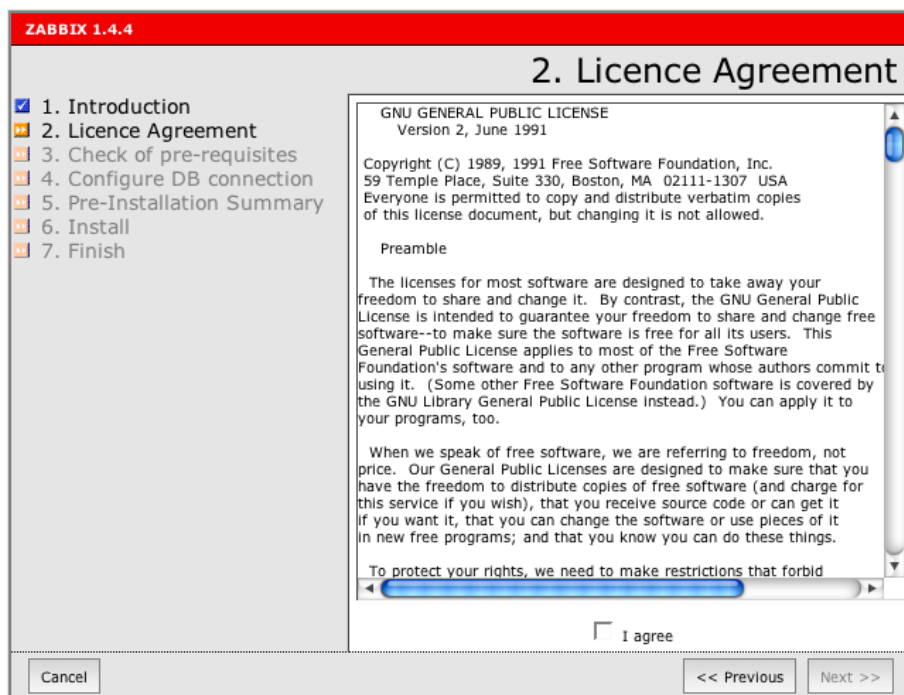 ZABBIX 1.4.4
2. Licence Agreement
1. Introduction
2. Licence Agreement
3. Check of pre-requisites
4. Configure DB connection
5. Pre-Installation Summary
6. Install
7. Finish
GNU GENERAL PUBLIC LICENSE
Version 2, June 1991
Copyright (C) 1989, 1991 Free Software Foundation, Inc.
59 Temple Place, Suite 330, Boston, MA 02111-1307 USA
Everyone is permitted to copy and distribute verbatim copies
of this license document, but changing it is not allowed.
Preamble
The licenses for most software are designed to take away your
freedom to share and change it. By contrast, the GNU General Public
License is intended to guarantee your freedom to share and change free
software--to make sure the software is free for all its users. This
General Public License applies to most of the Free Software
Foundation's software and to any other program whose authors commit to
using it. (Some other Free Software Foundation software is covered by
the GNU Library General Public License instead.) You can apply it to
your programs, too.
When we speak of free software, we are referring to freedom, not
price. Our General Public Licenses are designed to make sure that you
have the freedom to distribute copies of free software (and charge for
this service if you wish), that you receive source code or can get it
if you want it, that you can change the software or use pieces of it
in new free programs; and that you know you can do these things.
To protect your rights, we need to make restrictions that forbid
I agree
Cancel
<< Previous
Next >>